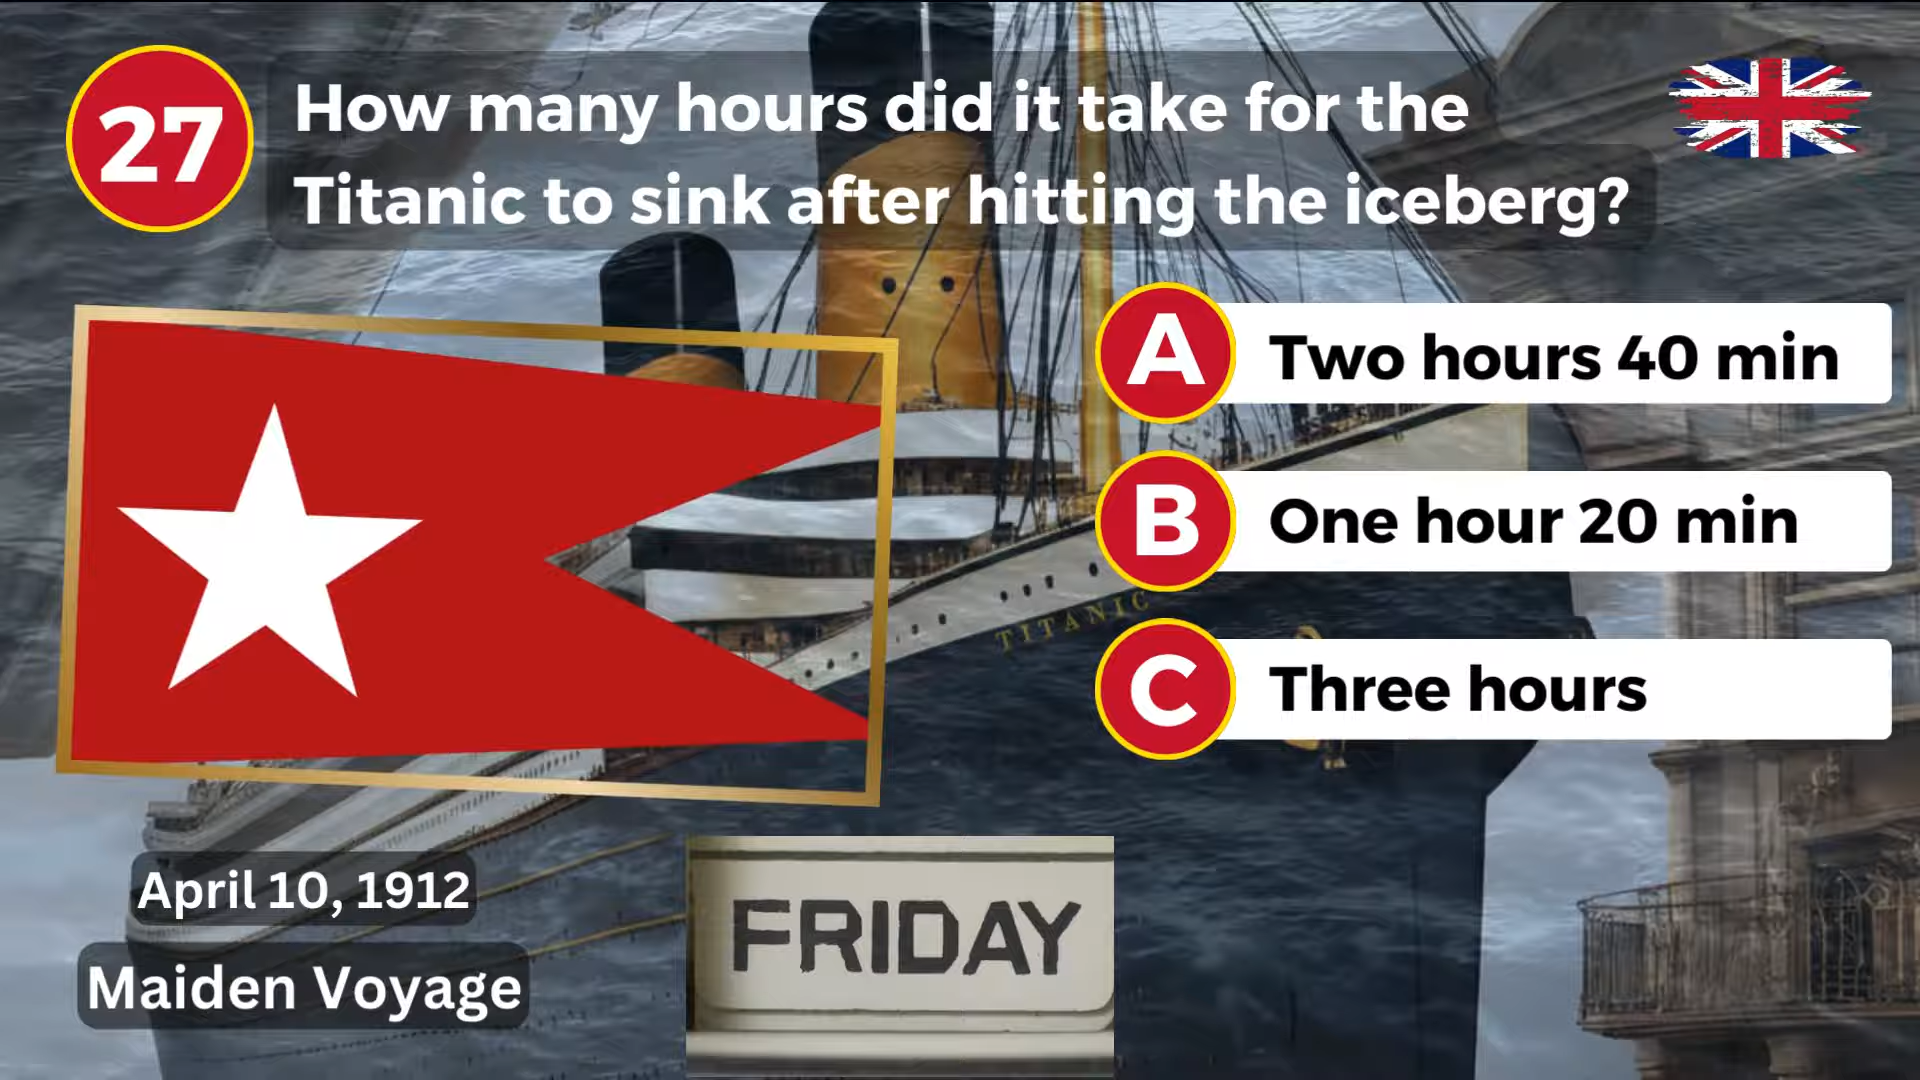 27
How many hours did it take for the
Titanic to sink after hitting the iceberg?
A Two hours 40 min
B One hour 20 min
C Three hours
TITANIC
April 10, 1912
Maiden Voyage
FRIDAY